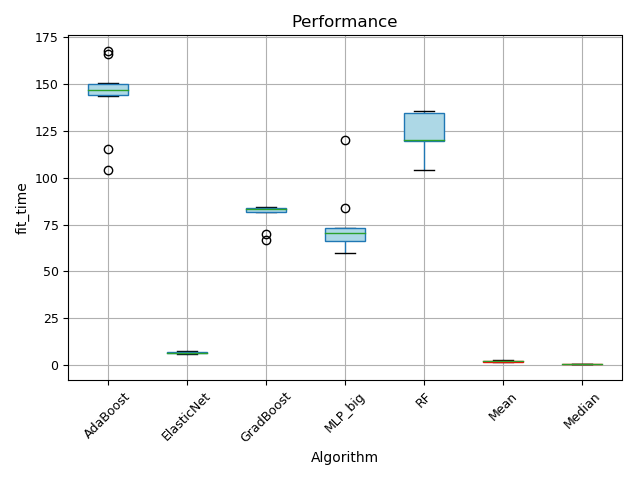 Performance
175
150
125
100
75
50
25
0
fit_time
AdaBoost
ElasticNet
GradBoost
MLP_big
RF
Mean
Median
Algorithm